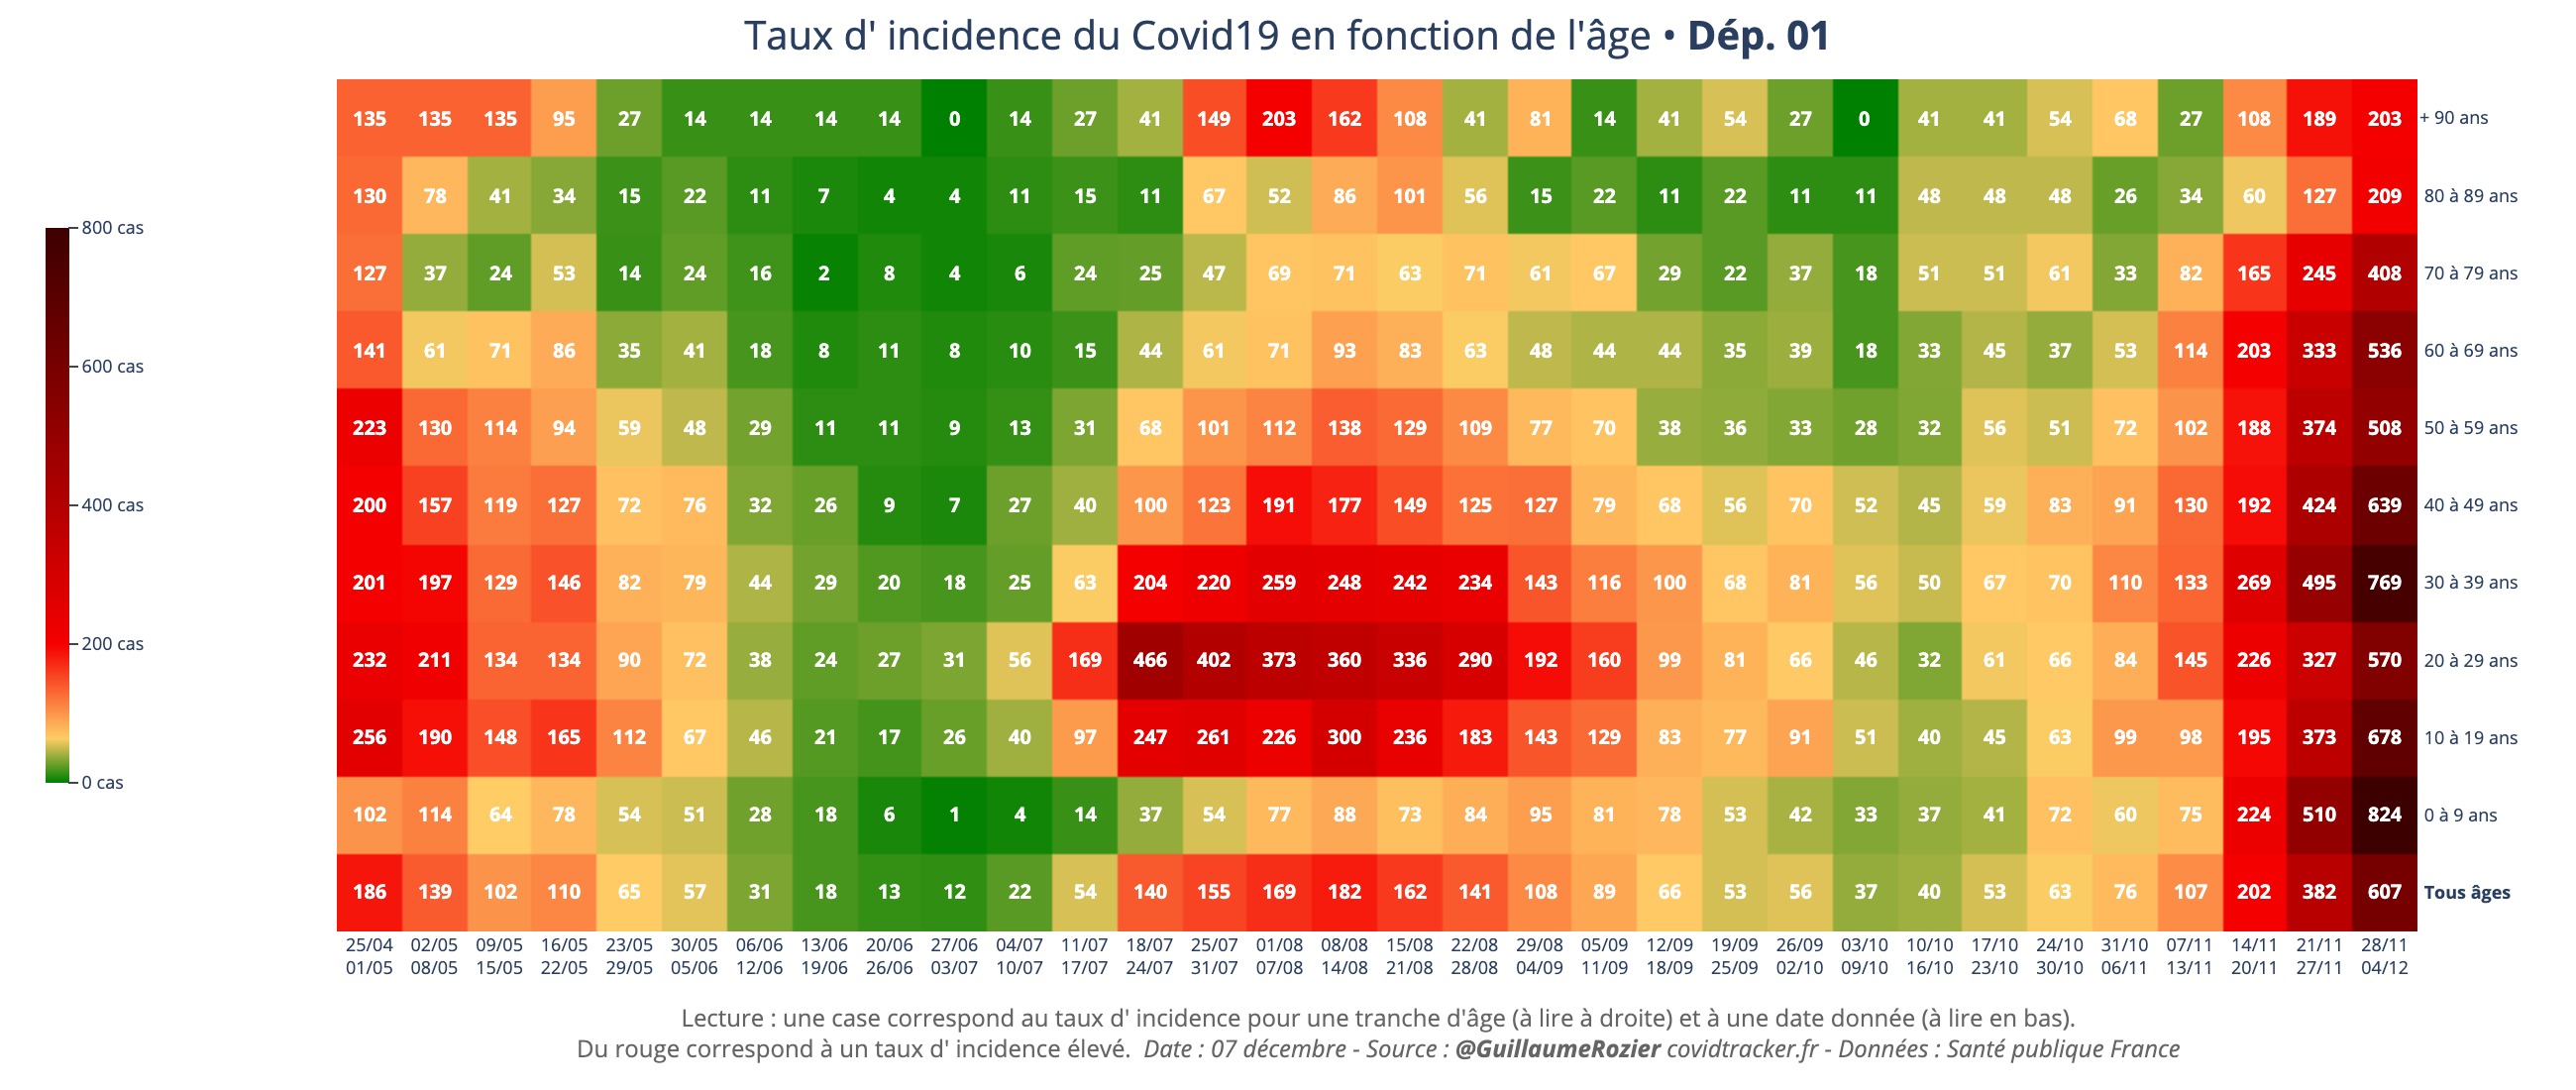 Taux d' incidence du Covid19 en fonction de l'âge • Dép. 01
135 135 135 95 27 14 14 14 14 0 14 27 41 149 203 162 108 41 81 14 41 54 27 0 41 41 54 68 27 108 189 203 + 90 ans
130 78 41 34 15 22 11 7 4 4 11 15 11 67 52 86 101 56 15 22 11 22 11 11 48 48 48 26 34 60 127 209 80 à 89 ans
800 cas
127 37 24 53 14 24 16 2 8 4 6 24 25 47 69 71 63 71 61 67 29 22 37 18 51 51 61 33 82 165 245 408 70 à 79 ans
141 61 71 86 35 41 18 8 11 8 10 15 44 61 71 93 83 63 48 44 44 35 39 18 33 45 37 53 114 203 333 536 60 à 69 ans
600 cas
223 130 114 94 59 48 29 11 11 9 13 31 68 101 112 138 129 109 77 70 38 36 33 28 32 56 51 72 102 188 374 508 50 à 59 ans
400 cas
200 157 119 127 72 76 32 26 9 7 27 40 100 123 191 177 149 125 127 79 68 56 70 52 45 59 83 91 130 192 424 639 40 à 49 ans
201 197 129 146 82 79 44 29 20 18 25 63 204 220 259 248 242 234 143 116 100 68 81 56 50 67 70 110 133 269 495 769 30 à 39 ans
200 cas
232 211 134 134 90 72 38 24 27 31 56 169 466 402 373 360 336 290 192 160 99 81 66 46 32 61 66 84 145 226 327 570 20 à 29 ans
256 190 148 165 112 67 46 21 17 26 40 97 247 261 226 300 236 183 143 129 83 77 91 51 40 45 63 99 98 195 373 678 10 à 19 ans
0 cas
102 114 64 78 54 51 28 18 6 1 4 14 37 54 77 88 73 84 95 81 78 53 42 33 37 41 72 60 75 224 510 824 0 à 9 ans
186 139 102 110 65 57 31 18 13 12 22 54 140 155 169 182 162 141 108 89 66 53 56 37 40 53 63 76 107 202 382 607 Tous âges
25/04 02/05 09/05 16/05 23/05 30/05 06/06 13/06 20/06 27/06 04/07 11/07 18/07 25/07 01/08 08/08 15/08 22/08 29/08 05/09 12/09 19/09 26/09 03/10 10/10 17/10 24/10 31/10 07/11 14/11 21/11 28/11
01/05 08/05 15/05 22/05 29/05 05/06 12/06 19/06 26/06 03/07 10/07 17/07 24/07 31/07 07/08 14/08 21/08 28/08 04/09 11/09 18/09 25/09 02/10 09/10 16/10 23/10 30/10 06/11 13/11 20/11 27/11 04/12
Lecture : une case correspond au taux d' incidence pour une tranche d'âge (à lire à droite) et à une date donnée (à lire en bas).
Du rouge correspond à un taux d' incidence élevé. Date : 07 décembre - Source : @GuillaumeRozier covidtracker.fr - Données : Santé publique France